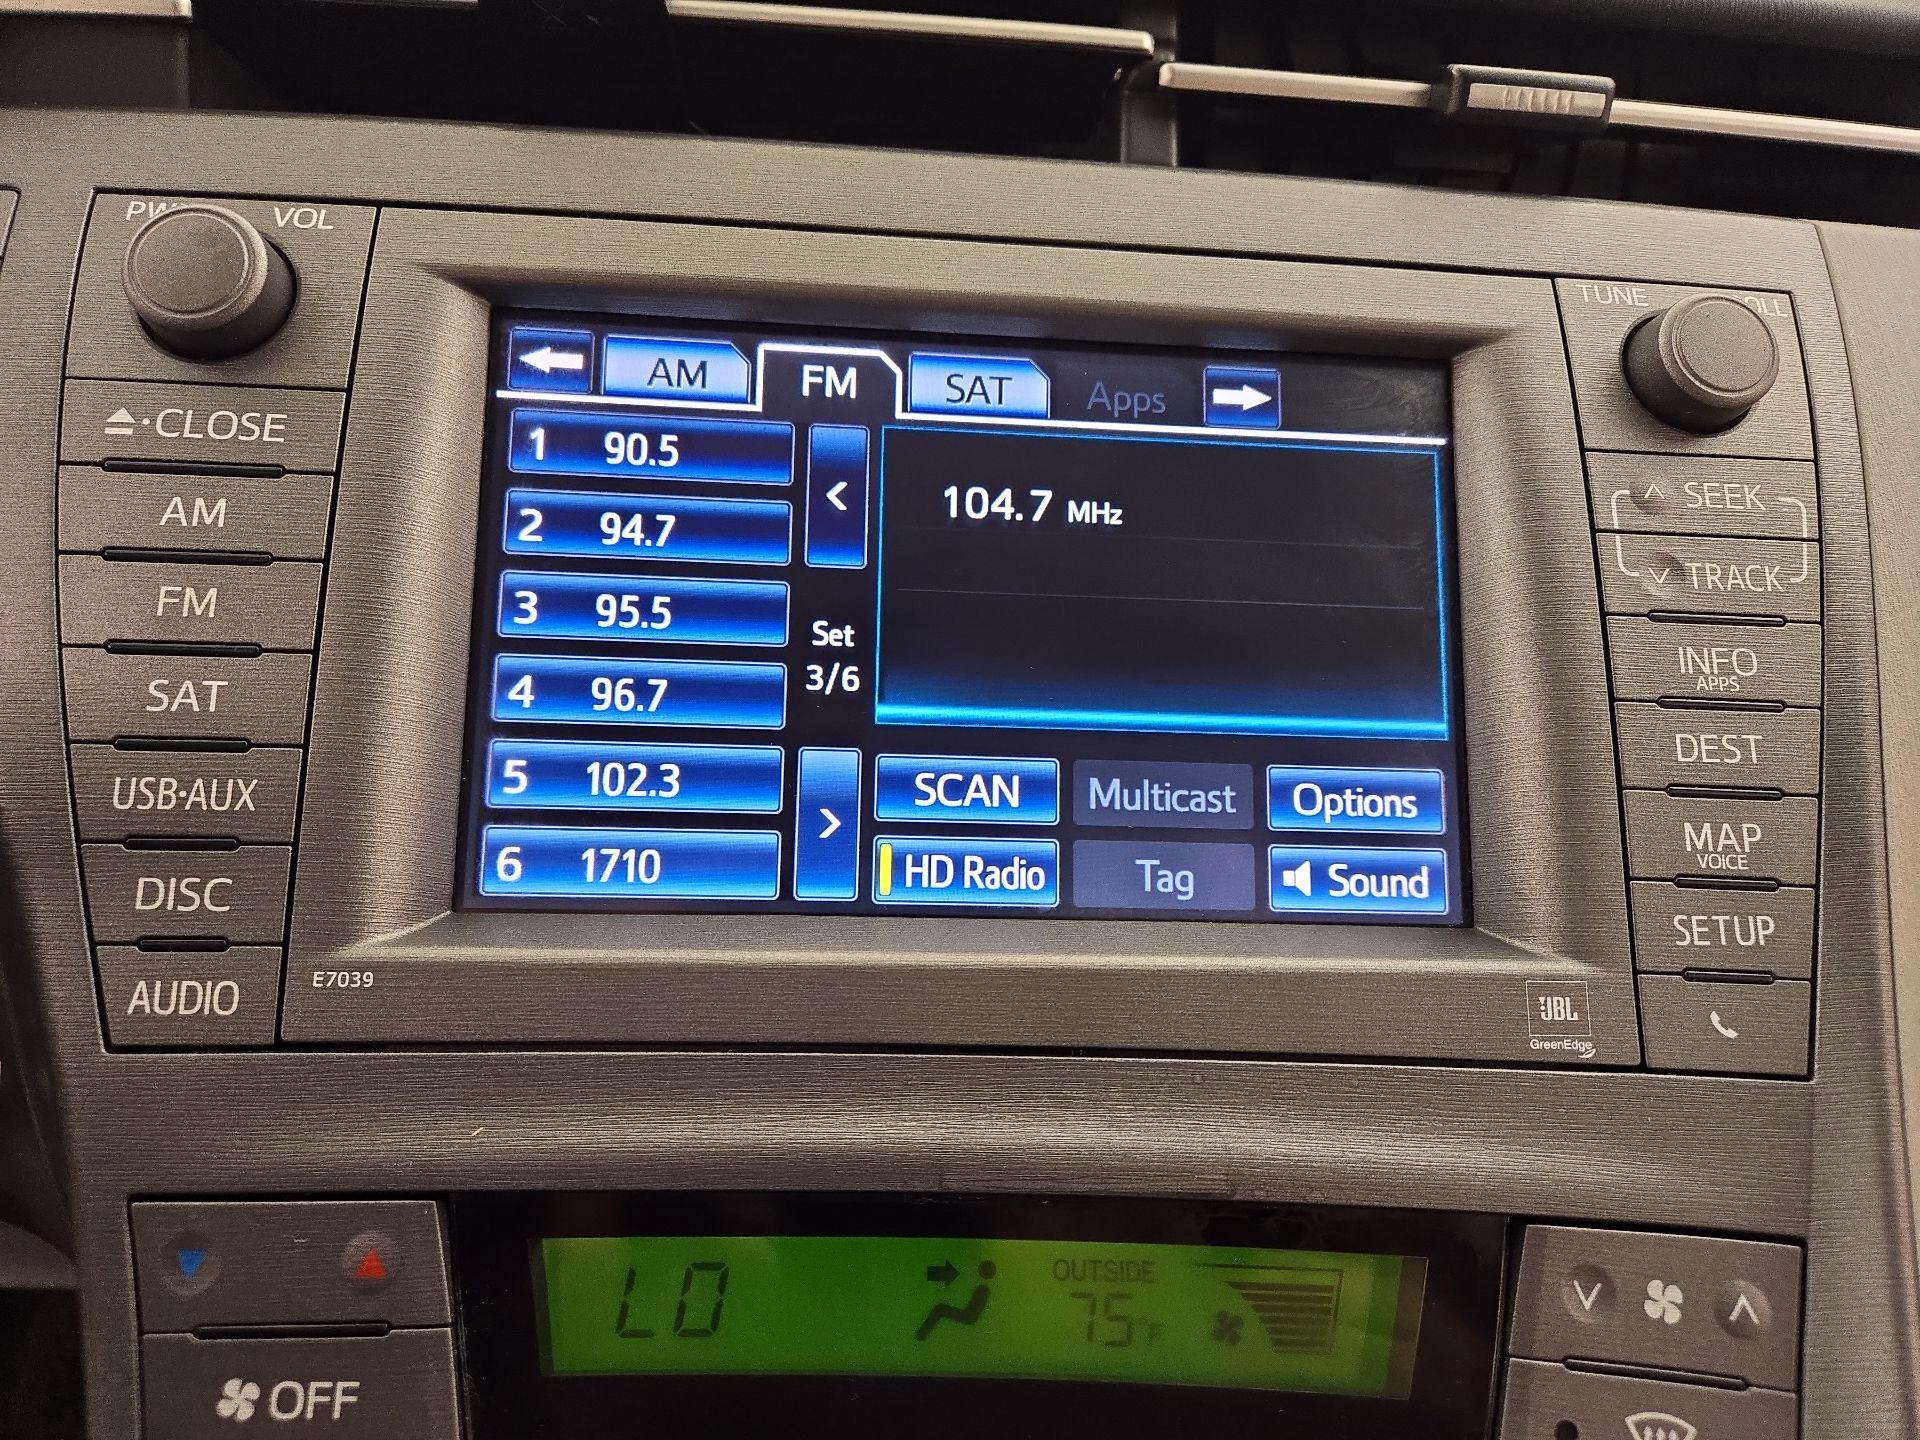 VOL
TUNE
AM FM SAT Apps
1 90.5
2 94.7
3 95.5
4 96.7
5 102.3
6 1710
Set
3/6
104.7 MHz
SCAN Multicast Options
HD Radio Tag Sound
CLOSE
AM
FM
SAT
USB·AUX
DISC
AUDIO
SEEK
TRACK
INFO
APPS
DEST
MAP
VOICE
SETUP
E7039
JBL
GreenEdge
LO
OUTSIDE
75°F
OFF